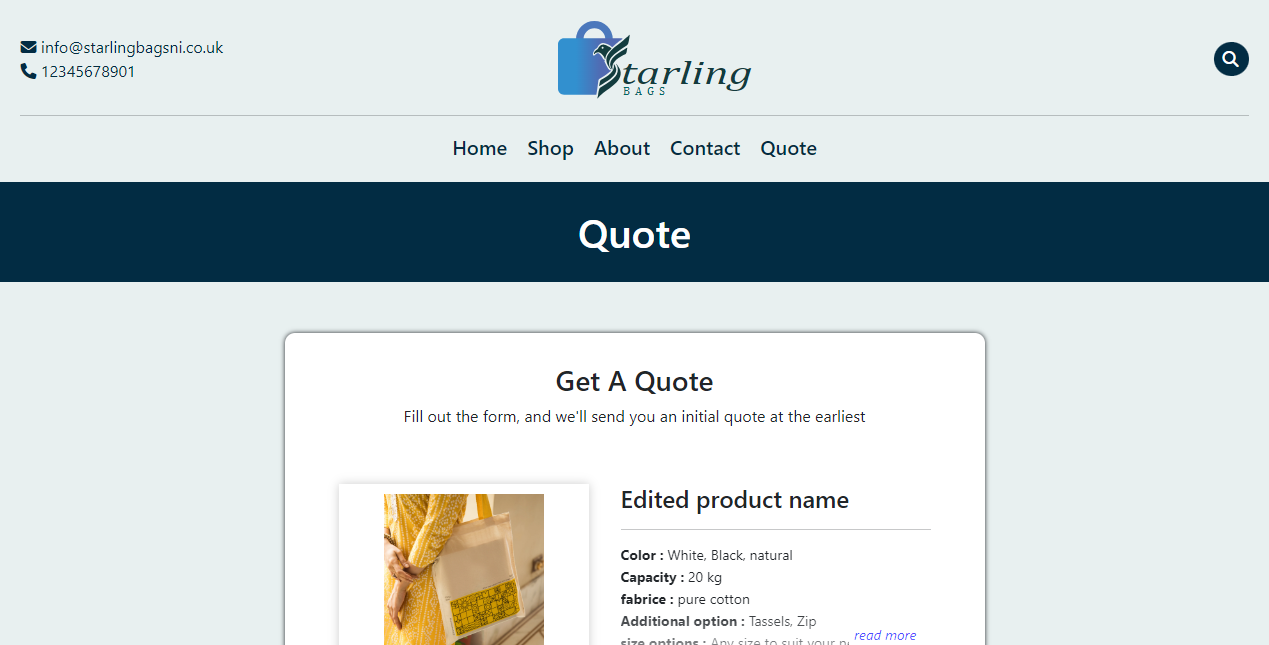 info@starlingbagsni.co.uk
12345678901
Starling
BAGS
Home Shop About Contact Quote
Quote
Get A Quote
Fill out the form, and we'll send you an initial quote at the earliest
Edited product name
Color : White, Black, natural
Capacity : 20 kg
fabrice : pure cotton
Additional option : Tassels, Zip
size options : Any size to suit your
read more